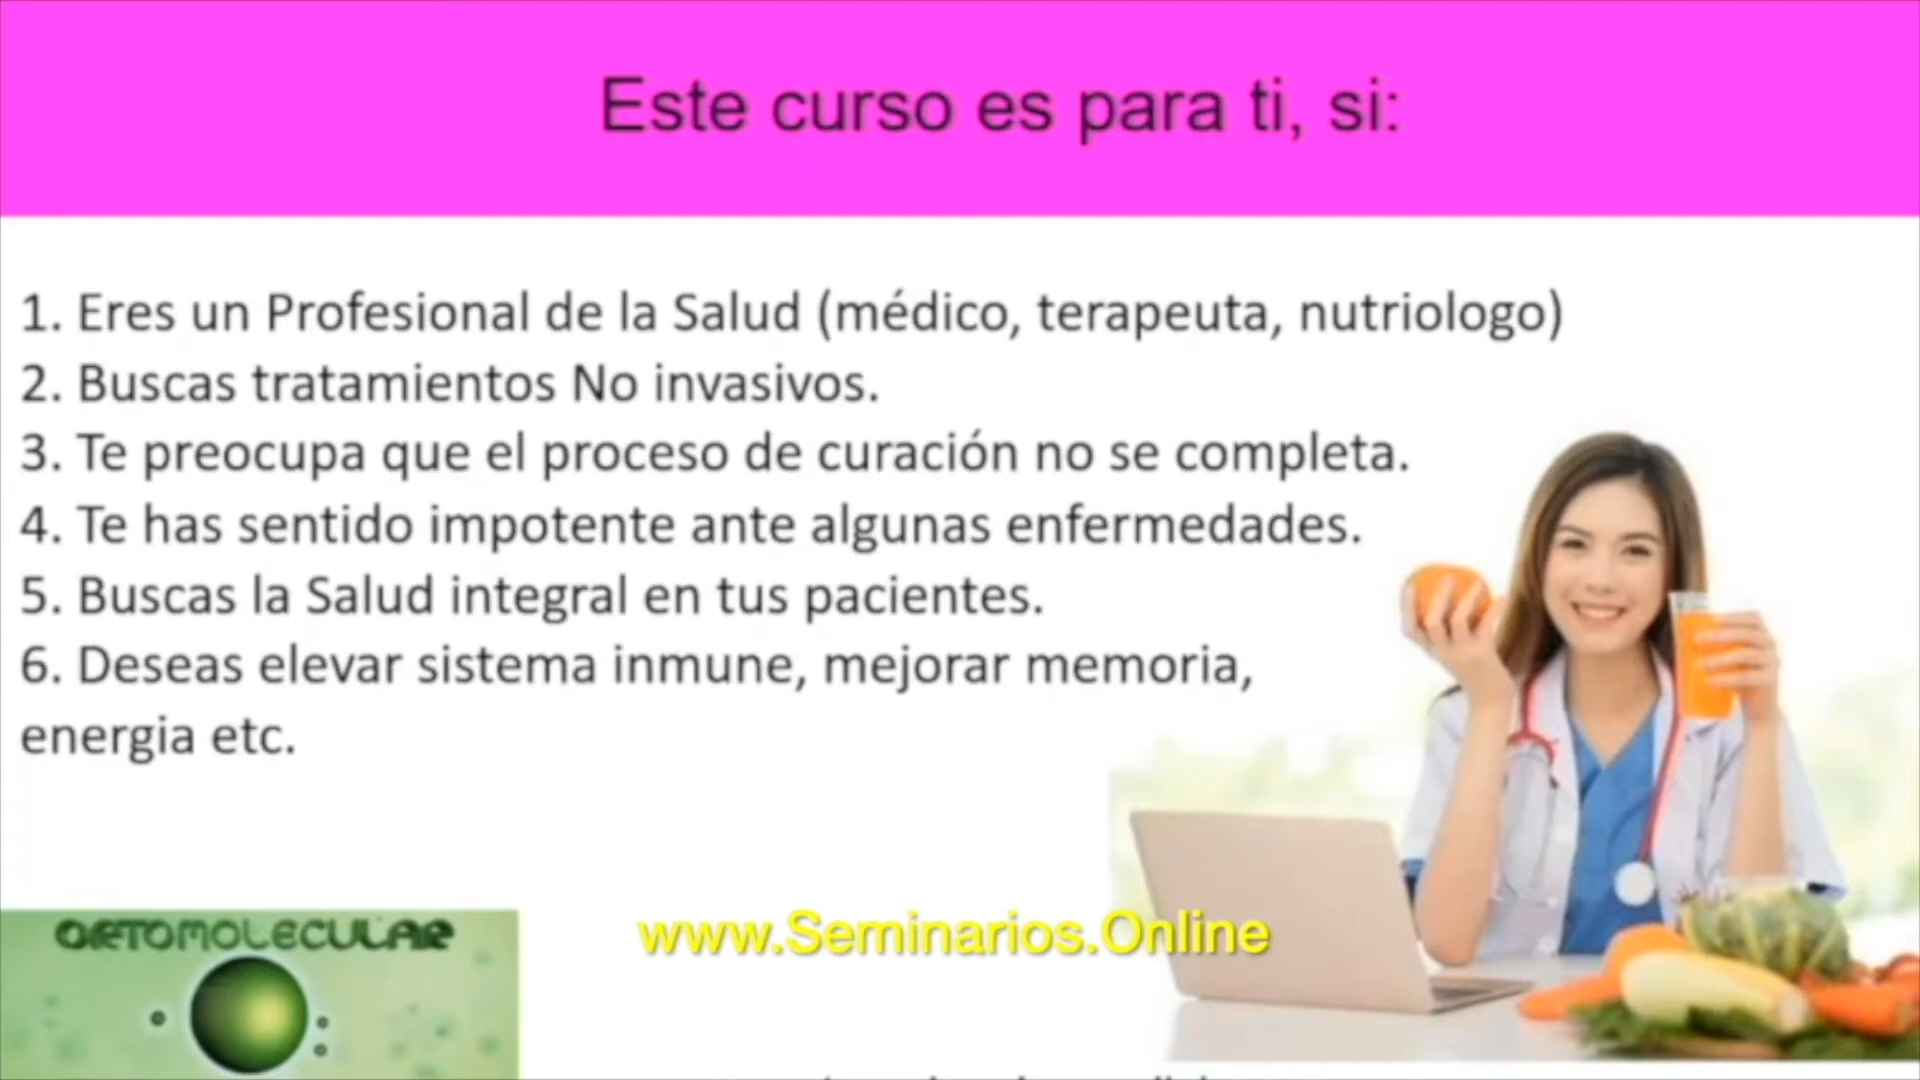 Este curso es para ti, si:
1. Eres un Profesional de la Salud (médico, terapeuta, nutriologo)
2. Buscas tratamientos No invasivos.
3. Te preocupa que el proceso de curación no se completa.
4. Te has sentido impotente ante algunas enfermedades.
5. Buscas la Salud integral en tus pacientes.
6. Deseas elevar sistema inmune, mejorar memoria,
energia etc.
ORTOMOLECULAR
www.Seminarios.Online